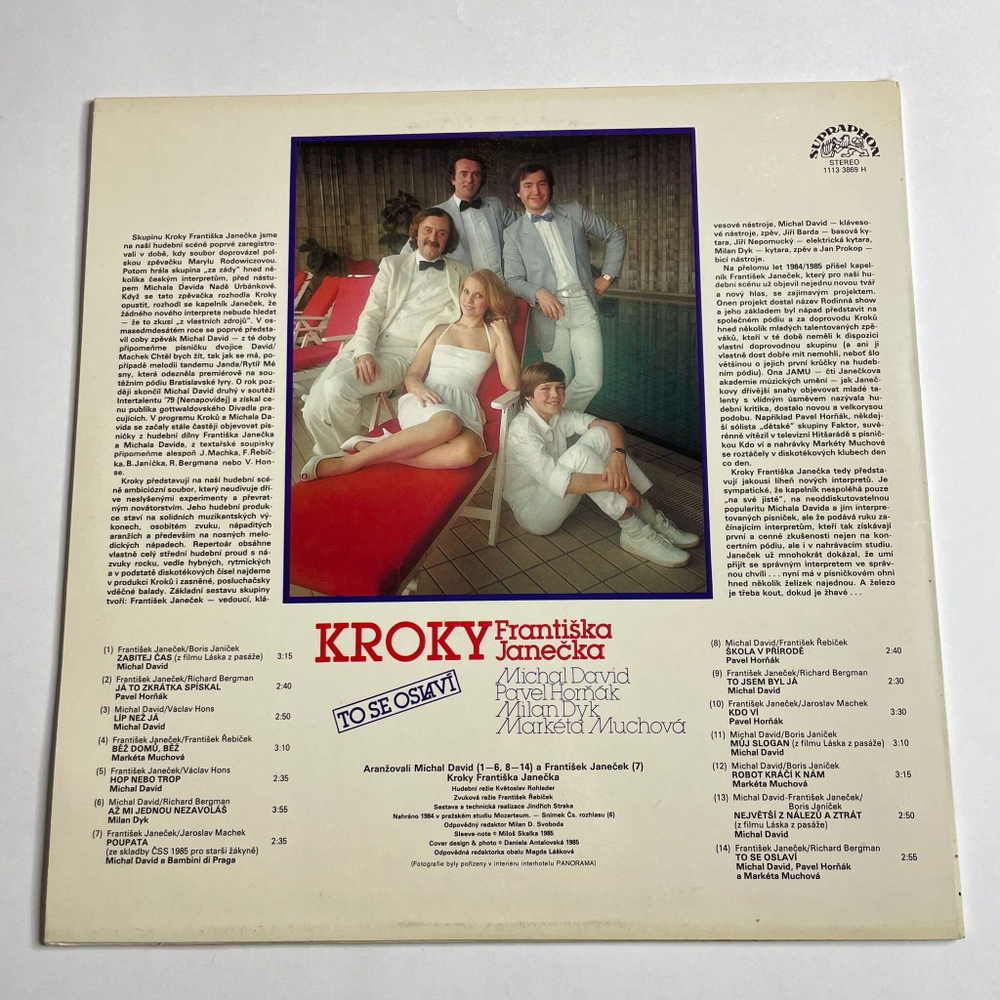 SUPRAPHON
STEREO
1113 3869 H
Skupinu Kroky Františka Janečka jsme
na naší hudební scéně poprvé zaregistro-
vali v době, kdy soubor doprovázel pol-
skou zpěvačku Marylu Rodowiczovou.
Potom hrála skupina „za zády" hned ně-
kolika českým interpretům, před nástu-
pem Michala Davida Nadě Urbánkové.
Když se tato zpěvačka rozhodla Kroky
opustit, rozhodl se kapelník Janeček, že
žádného nového interpreta nebude hledat
— že to zkusí „z vlastních zdrojů". V os-
masedmdesátém roce se poprvé předsta-
vil coby zpěvák Michal David — z té doby
připomeňme písničku dvojice David/
Machek Chtěl bych žít, tak jak se má, po-
případě melodii tandemu Janda/Rytíř Mé
sny, která odezněla premiérově na sou-
těžním pódiu Bratislavské lyry. O rok poz-
ději skončil Michal David druhý v soutěži
Intertalentu '79 (Nenapovídej) a získal ce-
nu publika gottwaldovského Divadla pra-
cujících. V programu Kroků a Michala Da-
vida se začaly stále častěji objevovat pís-
ničky z hudební dílny Františka Janečka
a Michala Davida, z textařské soupisky
připomeňme alespoň J. Machka, F. Řebíč-
ka, B. Janíčka, R. Bergmana nebo V. Hon-
se.
Kroky představují na naší hudební scé-
ně ambiciózní soubor, který neudivuje dří-
ve neslyšenými experimenty a převrat-
ným novátorstvím. Jeho hudební produk-
ce staví na solidních muzikantských vý-
konech, osobitém zvuku, nápaditých
aranžích a především na nosných melo-
dických nápadech. Repertoár obsáhne
vlastně celý střední hudební proud s ná-
zvuky rocku, vedle hybných, rytmických
a v podstatě diskotékových čísel najdeme
v produkci Kroků i zasněné, posluchačsky
vděčné balady. Základní sestavu skupiny
tvoří: František Janeček — vedoucí, klá-
vesové nástroje, Michal David — kláveso-
vé nástroje, zpěv, Jiří Barda — basová ky-
tara, Jiří Nepomucký — elektrická kytara,
Milan Dyk — kytara, zpěv a Jan Prokop —
bicí nástroje.
Na přelomu let 1984/1985 přišel kapel-
ník František Janeček, který pro naši hu-
dební scénu už objevil nejednu novou tvář
a nový hlas, se zajímavým projektem.
Onen projekt dostal název Rodinná show
a jeho základem byl nápad představit na
společném pódiu a za doprovodu Kroků
hned několik mladých talentovaných zpě-
váků, kteří v té době neměli k dispozici
vlastní doprovodnou skupinu (a ani ji
vlastně dost dobře mít nemohli, neboť šlo
většinou o jejich první krůčky na hudeb-
ním pódiu). Ona JAMU — čti Janečkova
akademie múzických umění — jak Janeč-
kovy dřívější snahy objevovat mladé ta-
lenty s vlídným úsměvem nazývala hu-
dební kritika, dostalo novou a velkorysou
podobu. Například Pavel Horňák, někdej-
ší sólista „dětské" skupiny Faktor, suvé-
rénně vítězil v televizní Hitšarádě s písnič-
kou Kdo ví a nahrávky Markéty Muchové
se roztáčely v diskotékových klubech den
co den.
Kroky Františka Janečka tedy předsta-
vují jakousi líheň nových interpretů. Je
sympatické, že kapelník nespoléhá pouze
„na své jisté", na neoddiskutovatelnou
popularitu Michala Davida a jím interpre-
tovaných písniček, ale že podává ruku za-
čínajícím interpretům, kteří tak získávají
první a cenné zkušenosti nejen na kon-
certním pódiu, ale i v nahrávacím studiu.
Janeček už mnohokrát dokázal, že umí
přijít se správným interpretem ve správ-
nou chvíli . . . nyní má v písničkovém ohni
hned několik želízek najednou. A železo
je třeba kout, dokud je žhavé . . .
KROKY Františka
Janečka
TO SE OSLAVÍ
Michal David
Pavel Horňák
Milan Dyk
Markéta Muchová
(1) František Janeček/Boris Janíček
ZABITEJ ČAS (z filmu Láska z pasáže) 3:15
Michal David
(2) František Janeček/Richard Bergman
JÁ TO ZKRÁTKA SPÍSKAL 2:40
Pavel Horňák
(3) Michal David/Václav Hons
LÍP NEŽ JÁ 2:50
Michal David
(4) František Janeček/František Řebíček
BĚŽ DOMŮ, BĚŽ 3:10
Markéta Muchová
(5) František Janeček/Václav Hons
HOP NEBO TROP 2:35
Michal David
(6) Michal David/Richard Bergman
AŽ MI JEDNOU NEZAVOLÁŠ 3:55
Milan Dyk
(7) František Janeček/Jaroslav Machek
POUPATA 2:35
(ze skladby ČSS 1985 pro starší žákyně)
Michal David a Bambini di Praga
Aranžovali Michal David (1—6, 8—14) a František Janeček (7)
Kroky Františka Janečka
Hudební režie Květoslav Rohleder
Zvuková režie František Řebíček
Sestava a technická realizace Jindřich Straka
Nahráno 1984 v pražském studiu Mozarteum. — Snímek Čs. rozhlasu (6)
Odpovědný redaktor Milan D. Svoboda
Sleeve-note © Miloš Skalka 1985
Cover design & photo © Daniela Antalovská 1985
Odpovědná redaktorka obalu Magda Lášková
(Fotografie byly pořízeny v interiéru interhotelu PANORAMA)
(8) Michal David/František Řebíček
ŠKOLA V PŘÍRODĚ 2:40
Pavel Horňák
(9) František Janeček/Richard Bergman
TO JSEM BYL JÁ 2:30
Michal David
(10) František Janeček/Jaroslav Machek
KDO VÍ 3:30
Pavel Horňák
(11) Michal David/Boris Janíček
MŮJ SLOGAN (z filmu Láska z pasáže) 3:10
Michal David
(12) Michal David/Boris Janíček
ROBOT KRÁČÍ K NÁM 3:15
Markéta Muchová
(13) Michal David-František Janeček/
Boris Janíček
NEJVĚTŠÍ Z NÁLEZŮ A ZTRÁT 2:50
(z filmu Láska z pasáže)
Michal David
(14) František Janeček/Richard Bergman
TO SE OSLAVÍ 2:55
Michal David, Pavel Horňák
a Markéta Muchová